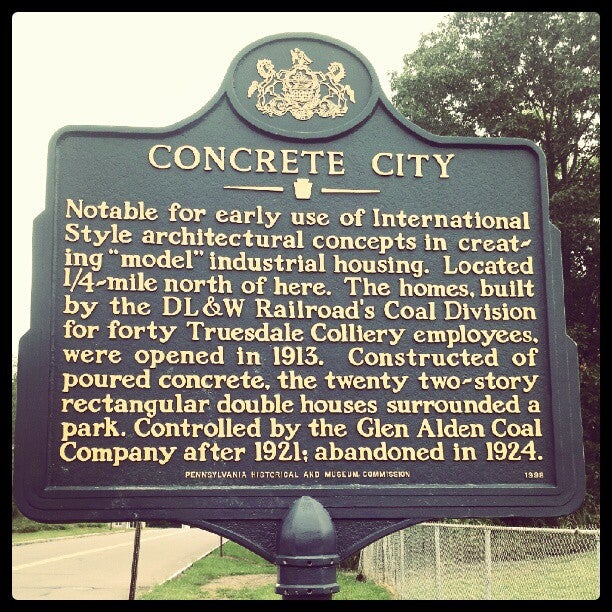 CONCRETE CITY
Notable for early use of International
Style architectural concepts in creat-
ing "model" industrial housing. Located
1/4-mile north of here. The homes, built
by the DL&W Railroad's Coal Division
for forty Truesdale Colliery employees,
were opened in 1913. Constructed of
poured concrete, the twenty two-story
rectangular double houses surrounded a
park. Controlled by the Glen Alden Coal
Company after 1921; abandoned in 1924.
PENNSYLVANIA HISTORICAL AND MUSEUM COMMISSION 1998